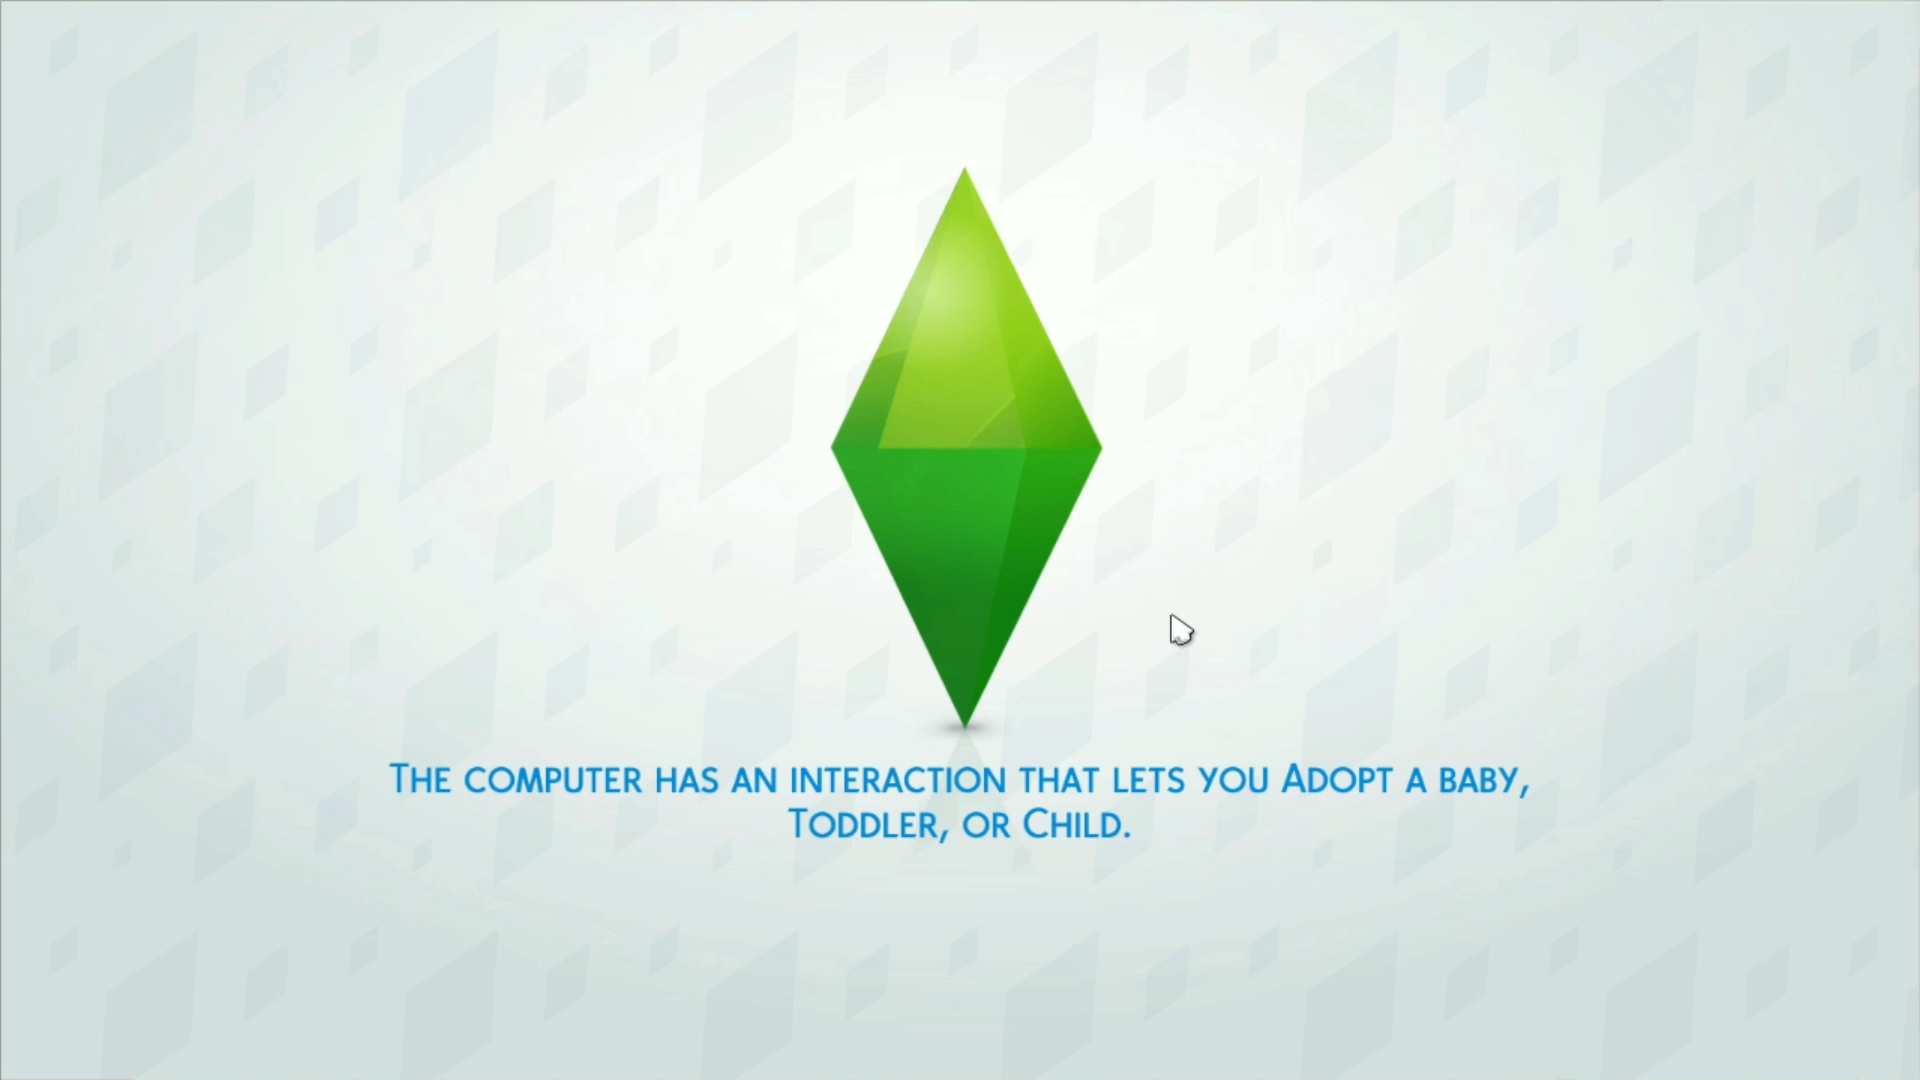 The computer has an interaction that lets you Adopt a baby,
Toddler, or Child.